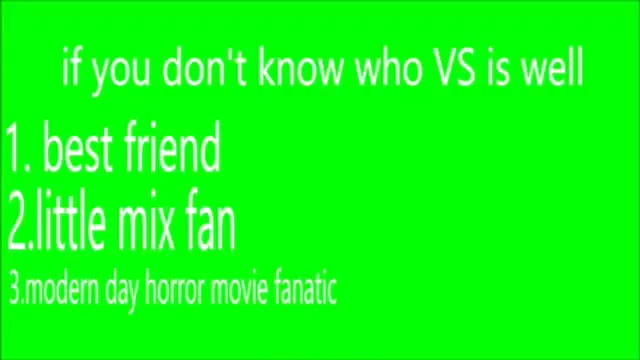 if you don't know who VS is well
1. best friend
2.little mix fan
3.modern day horror movie fanatic